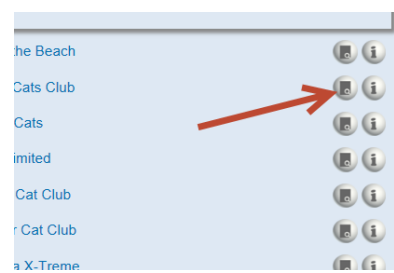 the Beach
Cats Club
Cats
imited
Cat Club
r Cat Club
a X-Treme